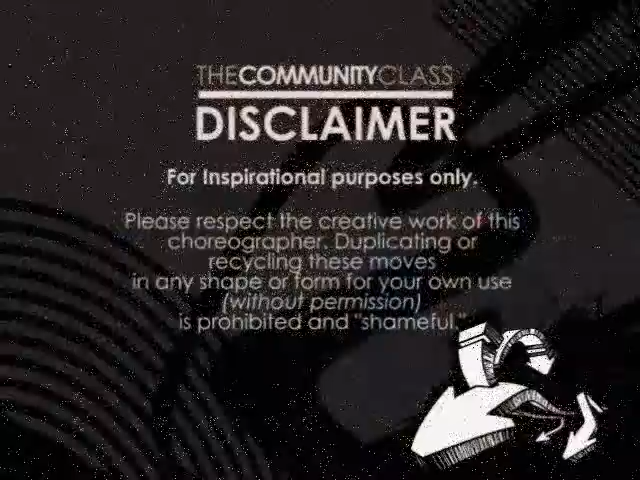 THECOMMUNITYCLASS
DISCLAIMER
For Inspirational purposes only.
Please respect the creative work of this
choreographer. Duplicating or
recycling these moves
in any shape or form for your own use
(without permission)
is prohibited and "shameful."